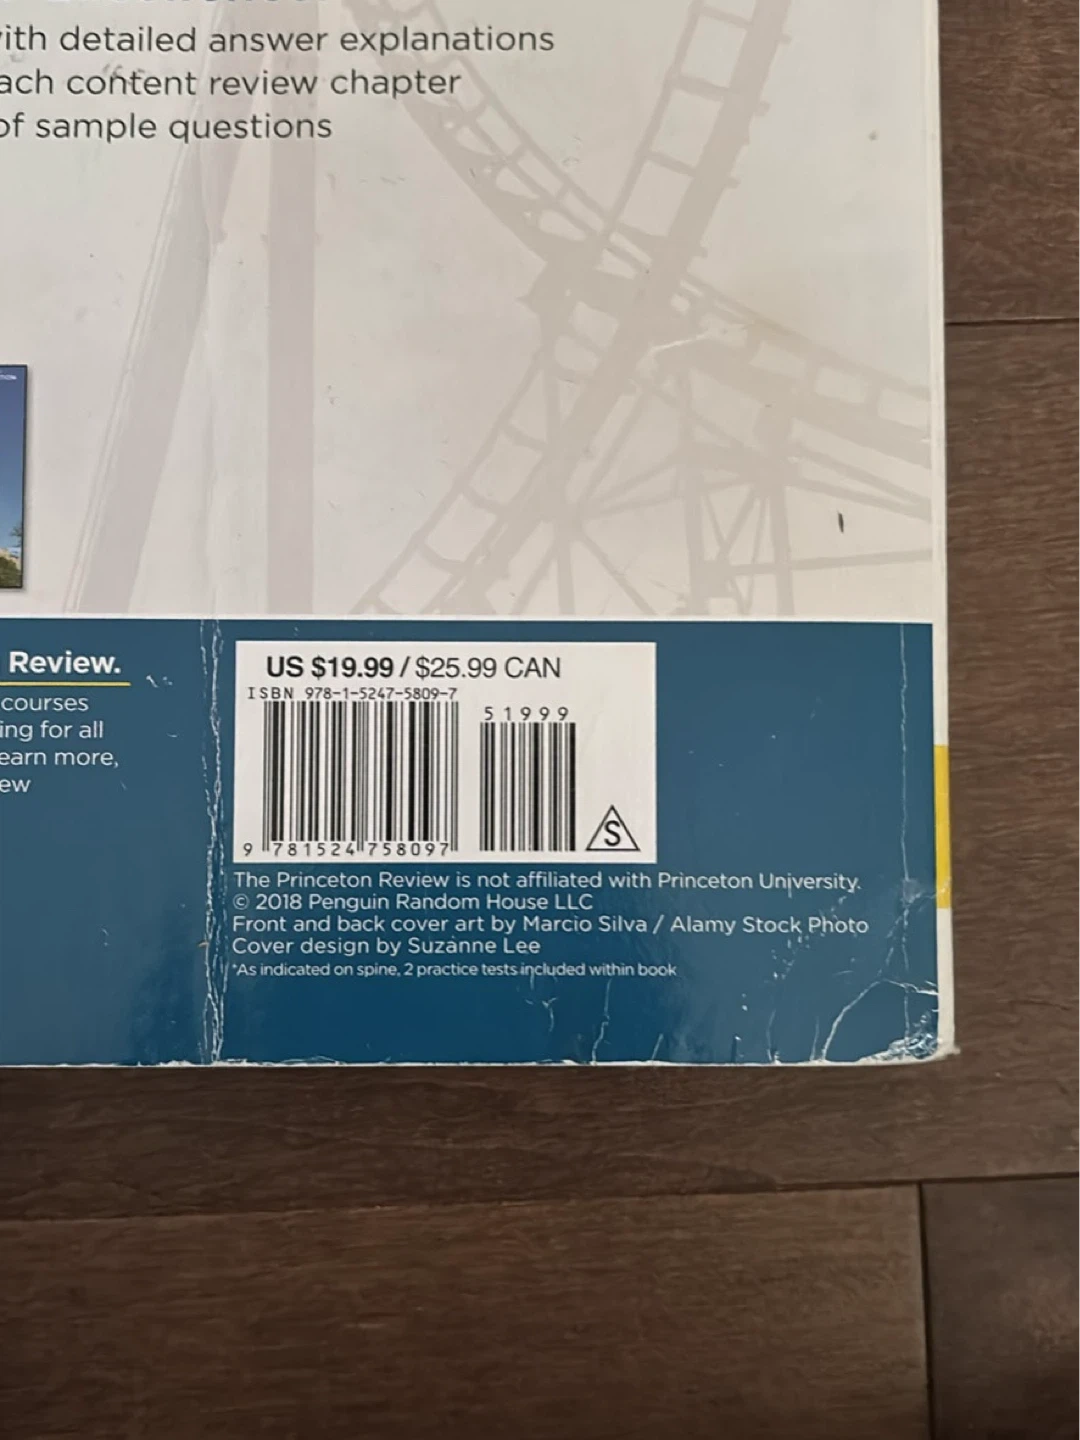 ith detailed answer explanations
ach content review chapter
of sample questions
Review.
courses
ing for all
earn more,
ew
US $19.99 / $25.99 CAN
ISBN 978-1-5247-5809-7
51999
9 781524 758097
S
The Princeton Review is not affiliated with Princeton University.
© 2018 Penguin Random House LLC
Front and back cover art by Marcio Silva / Alamy Stock Photo
Cover design by Suzanne Lee
*As indicated on spine, 2 practice tests included within book